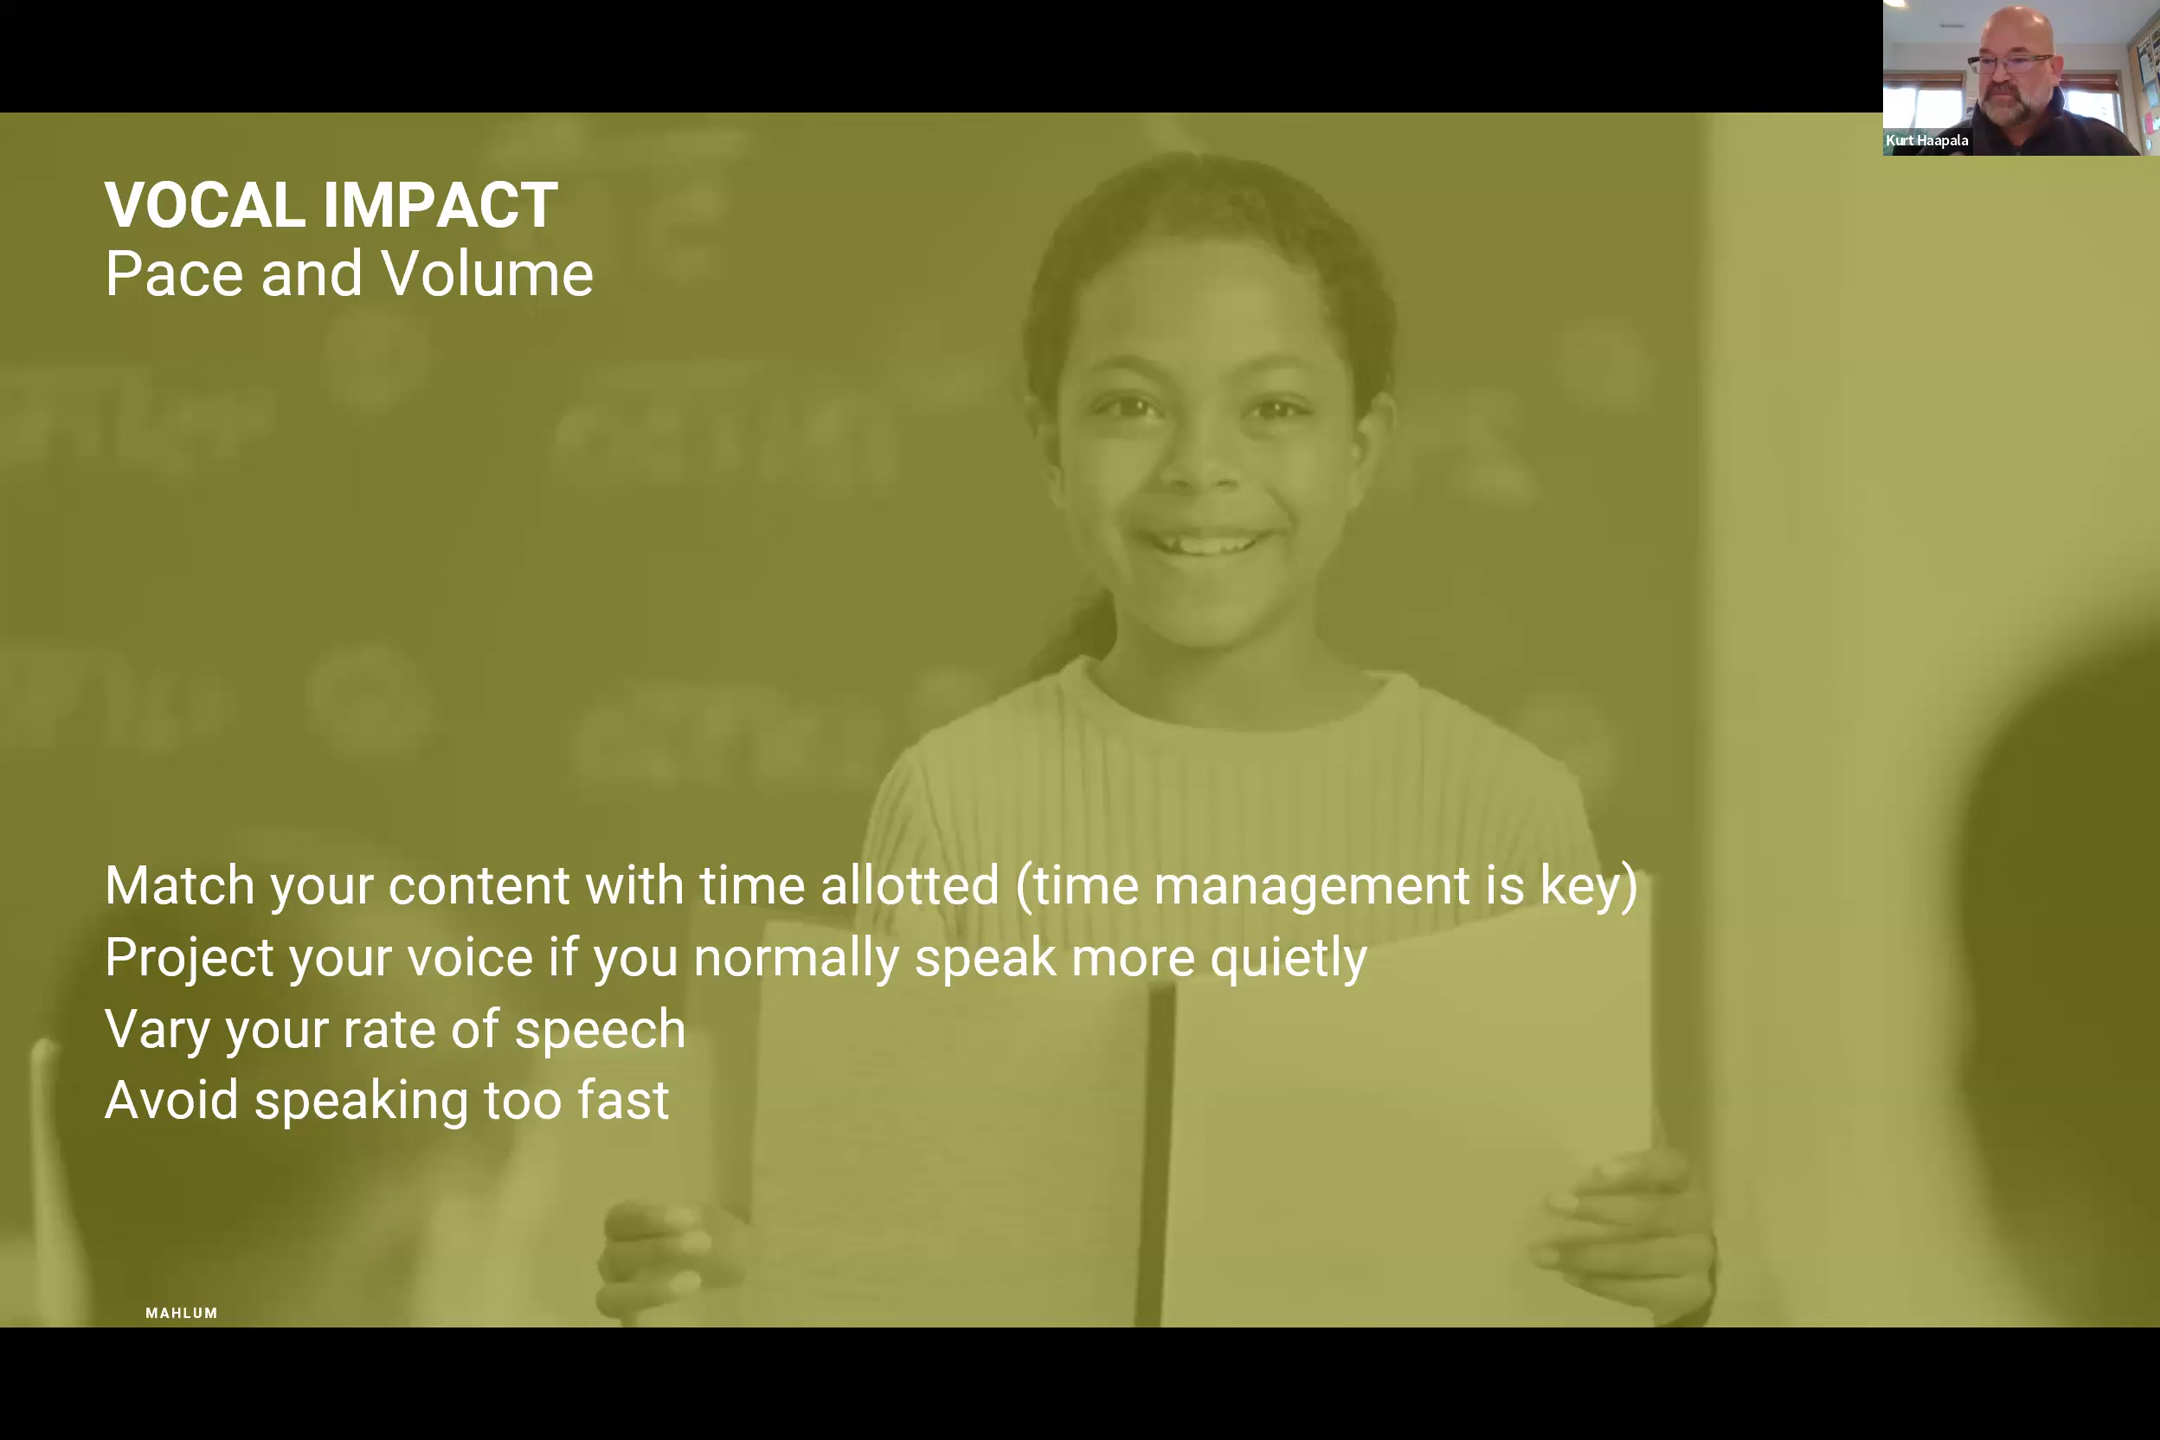 Kurt Haapala
VOCAL IMPACT
Pace and Volume
Match your content with time allotted (time management is key)
Project your voice if you normally speak more quietly
Vary your rate of speech
Avoid speaking too fast
MAHLUM